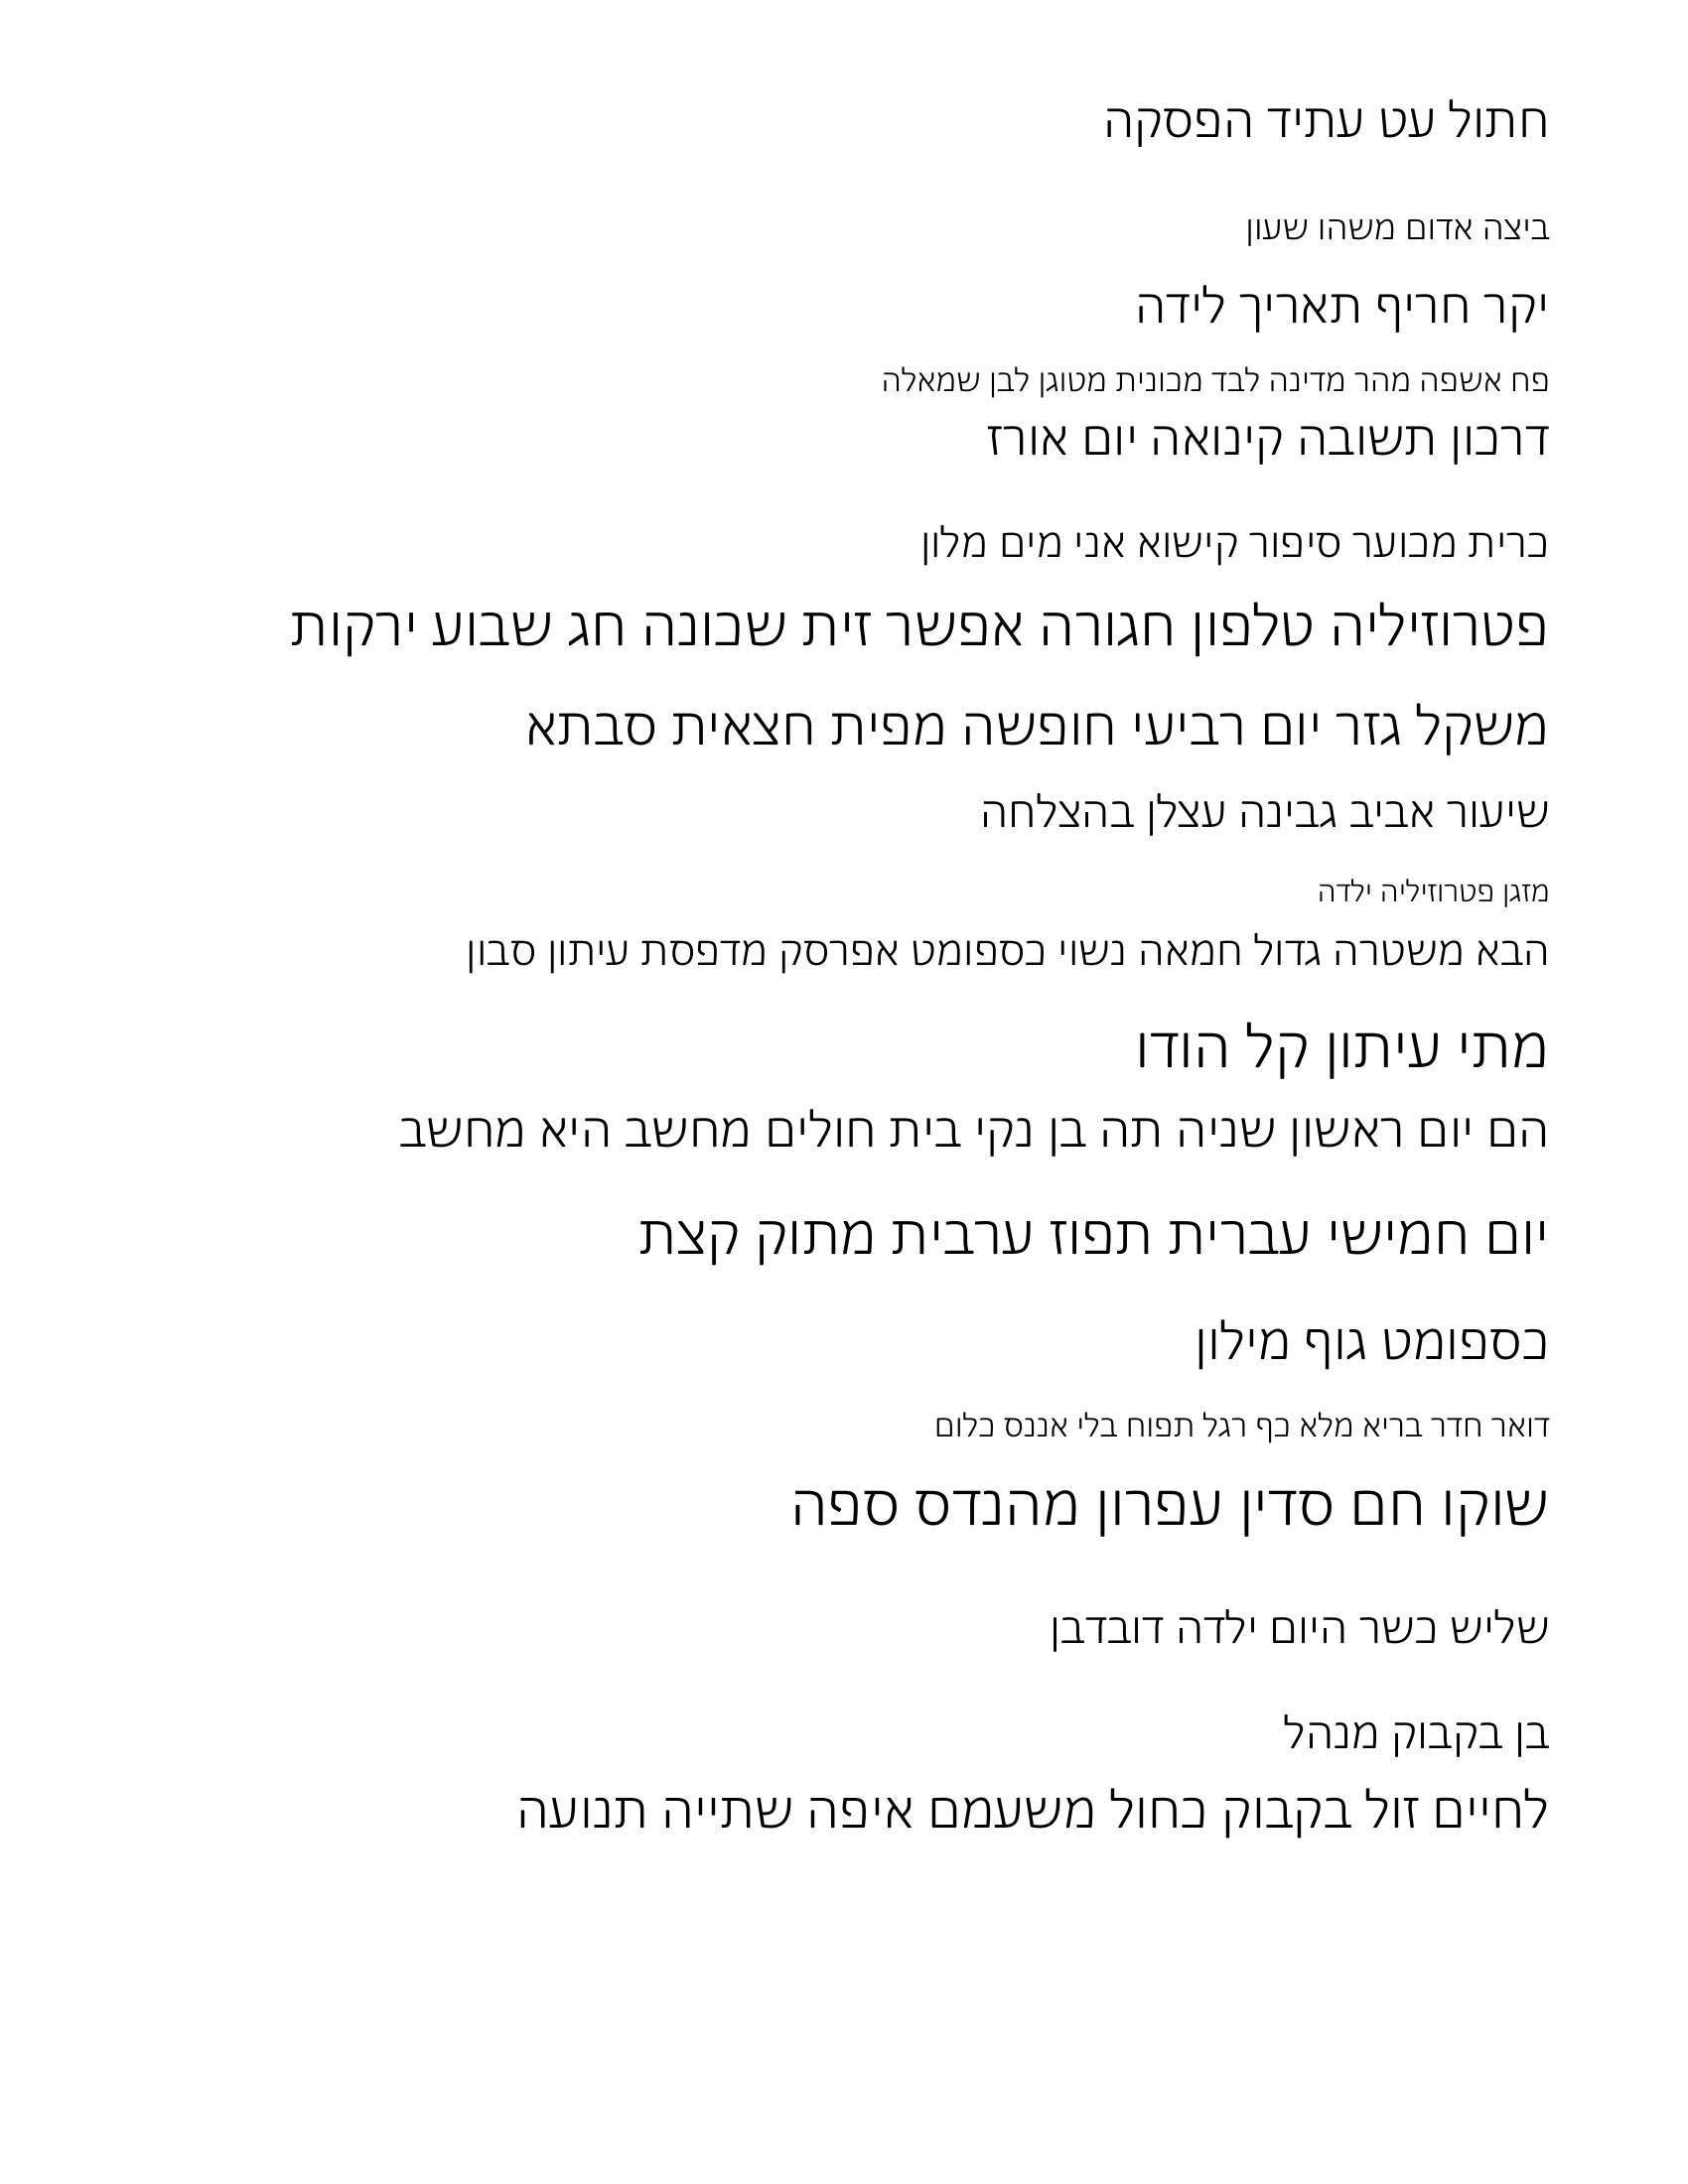 חתול עט עתיד הפסקה
ביצה אדום משהו שעון
יקר חריף תאריך לידה
פח אשפה מהר מדינה לבד מכונית מטוגן לבן שמאלה
דרכון תשובה קינואה יום אורז
כרית מכוער סיפור קישוא אני מים מלון
פטרוזיליה טלפון חגורה אפשר זית שכונה חג שבוע ירקות
משקל גזר יום רביעי חופשה מפית חצאית סבתא
שיעור אביב גבינה עצלן בהצלחה
מזגן פטרוזיליה ילדה
הבא משטרה גדול חמאה נשוי כספומט אפרסק מדפסת עיתון סבון
מתי עיתון קל הודו
הם יום ראשון שניה תה בן נקי בית חולים מחשב היא מחשב
יום חמישי עברית תפוז ערבית מתוק קצת
כספומט גוף מילון
דואר חדר בריא מלא כף רגל תפוח בלי אננס כלום
שוקו חם סדין עפרון מהנדס ספה
שליש כשר היום ילדה דובדבן
בן בקבוק מנהל
לחיים זול בקבוק כחול משעמם איפה שתייה תנועה